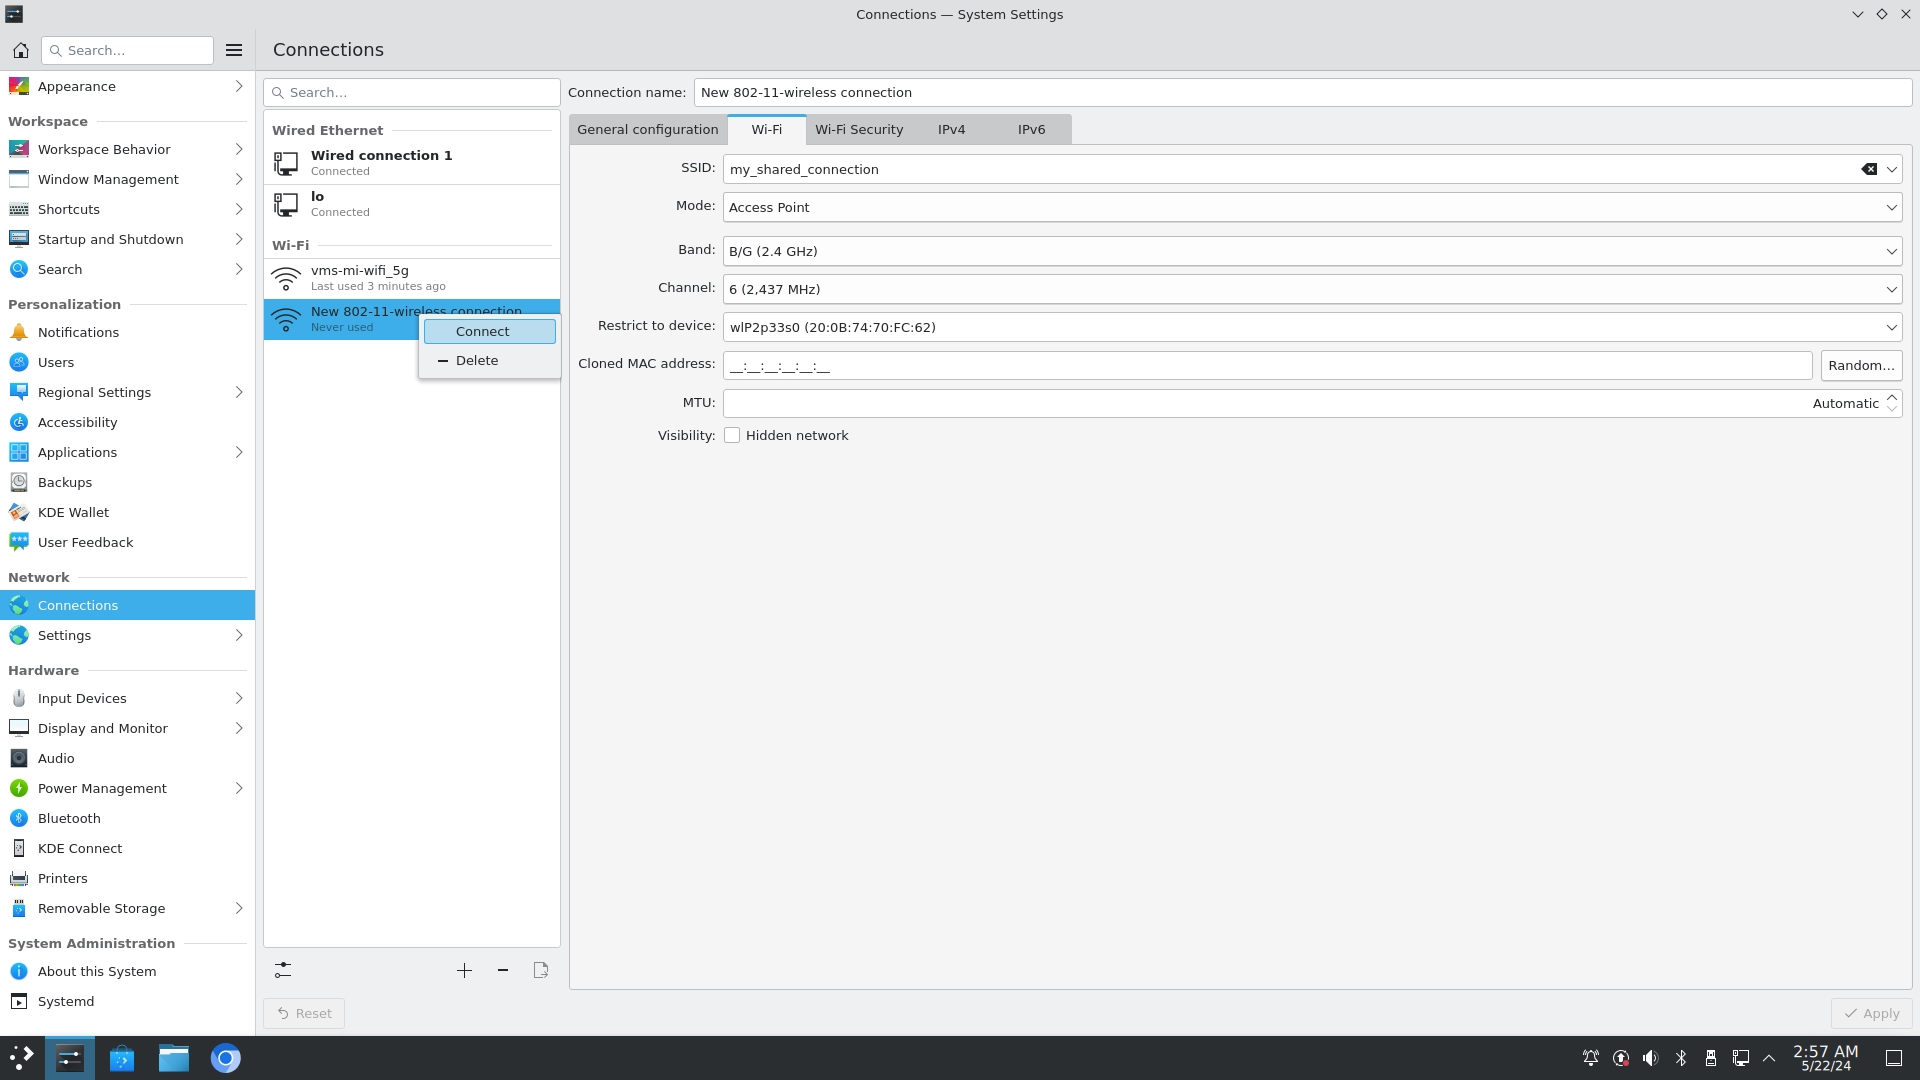 Connections — System Settings
Search...
Connections
Appearance
Workspace
Workspace Behavior
Window Management
Shortcuts
Startup and Shutdown
Search
Personalization
Notifications
Users
Regional Settings
Accessibility
Applications
Backups
KDE Wallet
User Feedback
Network
Connections
Settings
Hardware
Input Devices
Display and Monitor
Audio
Power Management
Bluetooth
KDE Connect
Printers
Removable Storage
System Administration
About this System
Systemd
Search...
Wired Ethernet
Wired connection 1
Connected
lo
Connected
Wi-Fi
vms-mi-wifi_5g
Last used 3 minutes ago
New 802-11-wireless connection
Never used
Connect
Delete
Connection name: New 802-11-wireless connection
General configuration Wi-Fi Wi-Fi Security IPv4 IPv6
SSID: my_shared_connection
Mode: Access Point
Band: B/G (2.4 GHz)
Channel: 6 (2,437 MHz)
Restrict to device: wlP2p33s0 (20:0B:74:70:FC:62)
Cloned MAC address: __:__:__:__:__:__ Random...
MTU: Automatic
Visibility: Hidden network
Reset
Apply
2:57 AM
5/22/24